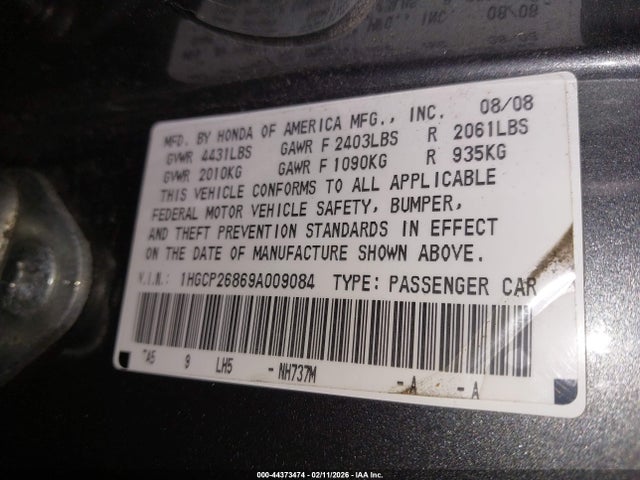 MFD. BY HONDA OF AMERICA MFG., INC. 08/08
GVWR 4431LBS GAWR F 2403LBS R 2061LBS
GVWR 2010KG GAWR F 1090KG R 935KG
THIS VEHICLE CONFORMS TO ALL APPLICABLE
FEDERAL MOTOR VEHICLE SAFETY, BUMPER,
AND THEFT PREVENTION STANDARDS IN EFFECT
ON THE DATE OF MANUFACTURE SHOWN ABOVE.
V.I.N.: 1HGCP26869A009084 TYPE: PASSENGER CAR
TA5 9 LH5 - NH737M -A -A
000-44373474 | 02/11/2026 | IAA Inc.